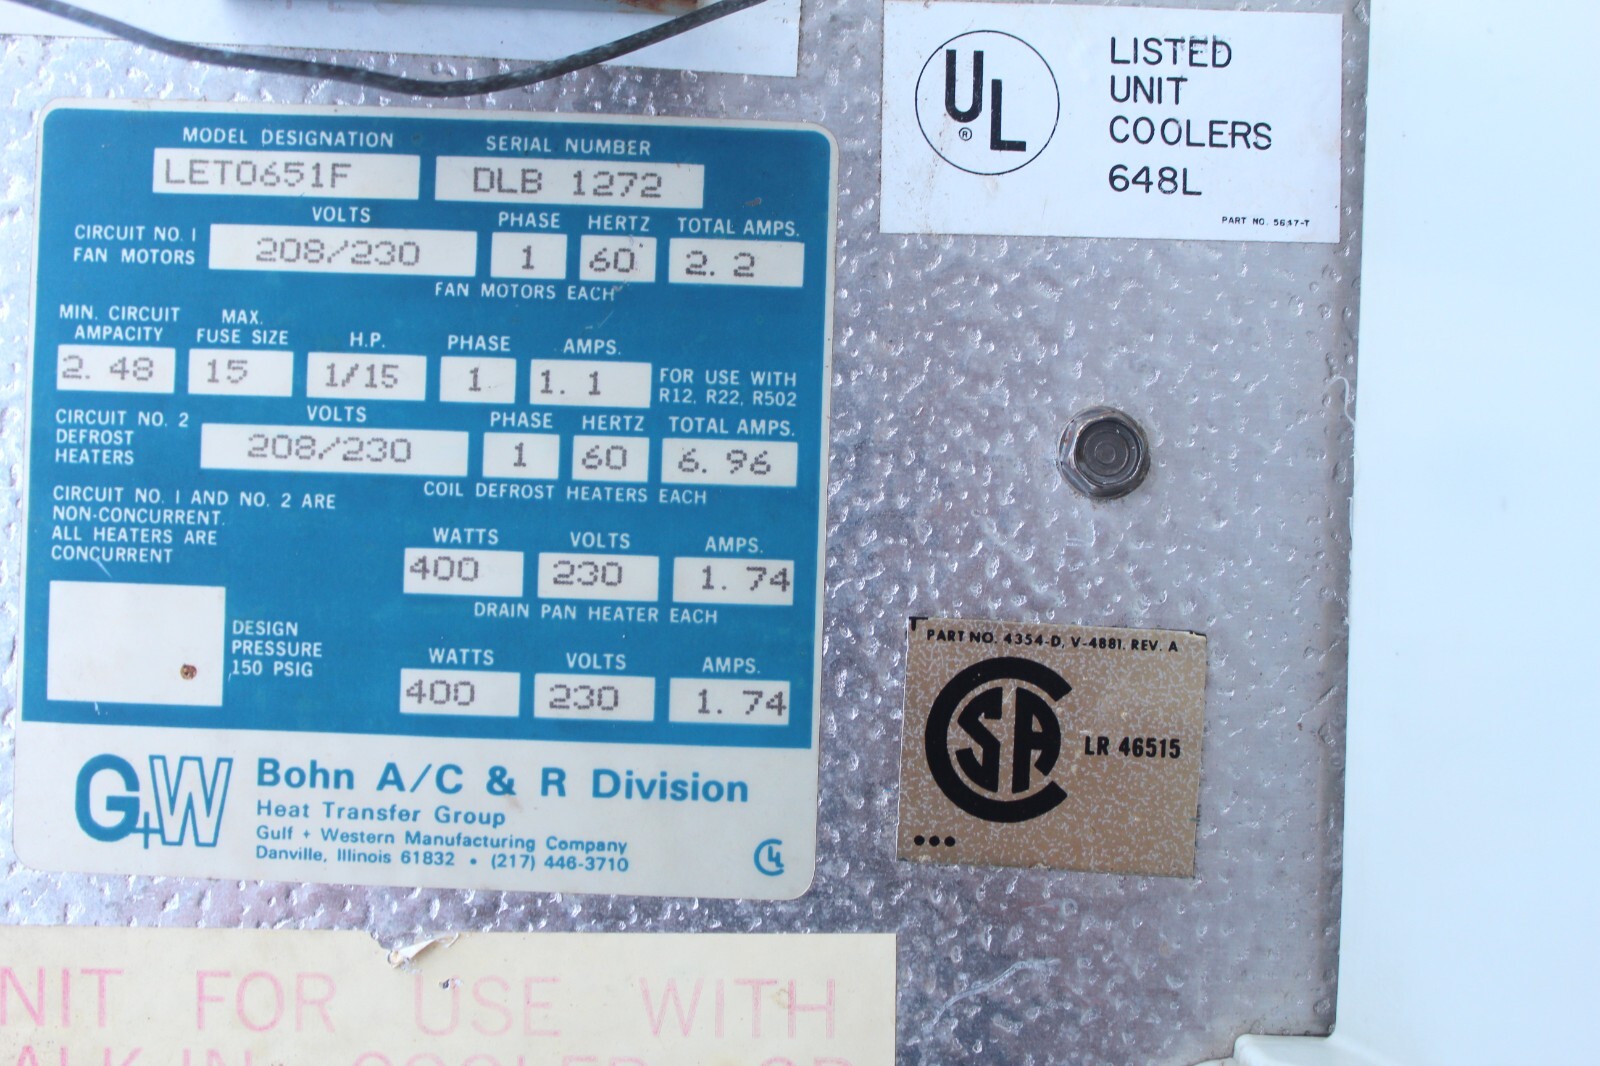 UL
®
LISTED
UNIT
COOLERS
648L
PART NO. 5647-T
MODEL DESIGNATION
LET0651F
SERIAL NUMBER
DLB 1272
CIRCUIT NO. 1
FAN MOTORS
VOLTS
208/230
PHASE
1
HERTZ
60
TOTAL AMPS.
2.2
FAN MOTORS EACH
MIN. CIRCUIT
AMPACITY
2.48
MAX.
FUSE SIZE
15
H.P.
1/15
PHASE
1
AMPS.
1.1
FOR USE WITH
R12, R22, R502
CIRCUIT NO. 2
DEFROST
HEATERS
VOLTS
208/230
PHASE
1
HERTZ
60
TOTAL AMPS.
6.96
COIL DEFROST HEATERS EACH
CIRCUIT NO. 1 AND NO. 2 ARE
NON-CONCURRENT.
ALL HEATERS ARE
CONCURRENT
WATTS
400
VOLTS
230
AMPS.
1.74
DRAIN PAN HEATER EACH
DESIGN
PRESSURE
150 PSIG
WATTS
400
VOLTS
230
AMPS.
1.74
G+W
Bohn A/C & R Division
Heat Transfer Group
Gulf + Western Manufacturing Company
Danville, Illinois 61832 • (217) 446-3710
PART NO. 4354-D, V-4881, REV. A
CSA
LR 46515
NIT FOR USE WITH
ALK-IN COOLER OR